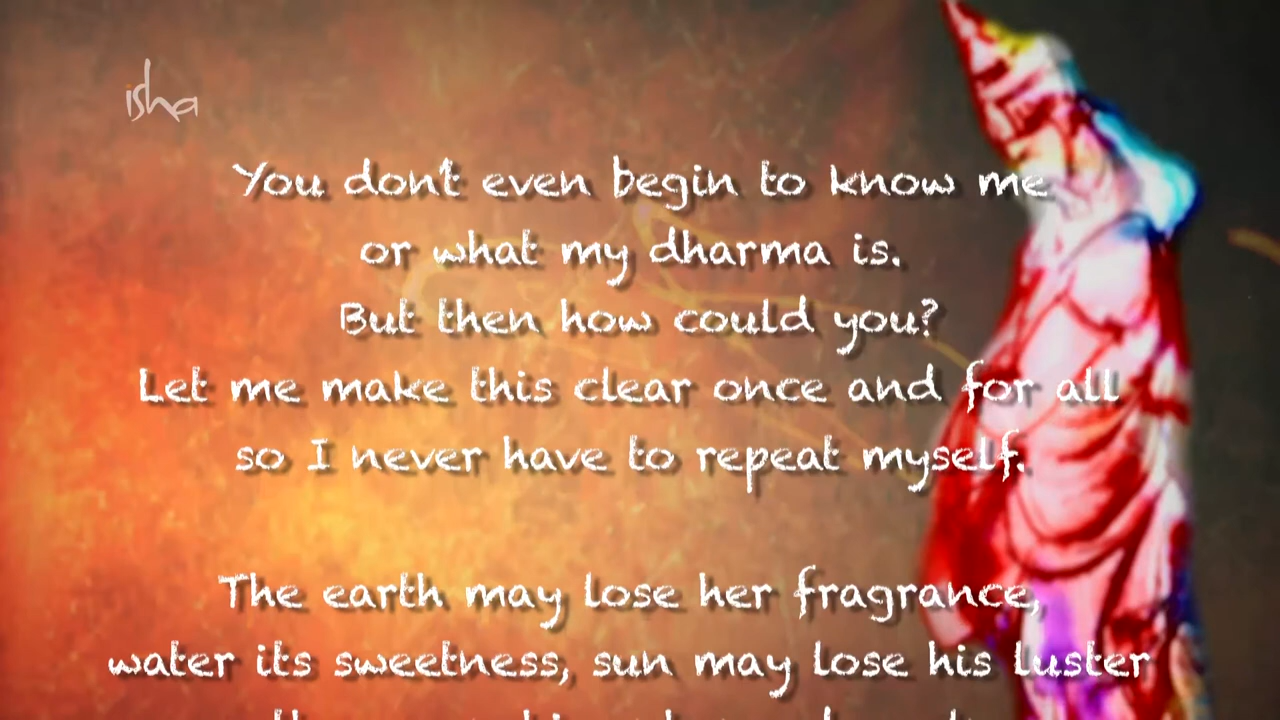 isha
You don't even begin to know me
or what my dharma is.
But then how could you?
Let me make this clear once and for all
so I never have to repeat myself.
The earth may lose her fragrance,
water its sweetness, sun may lose his luster